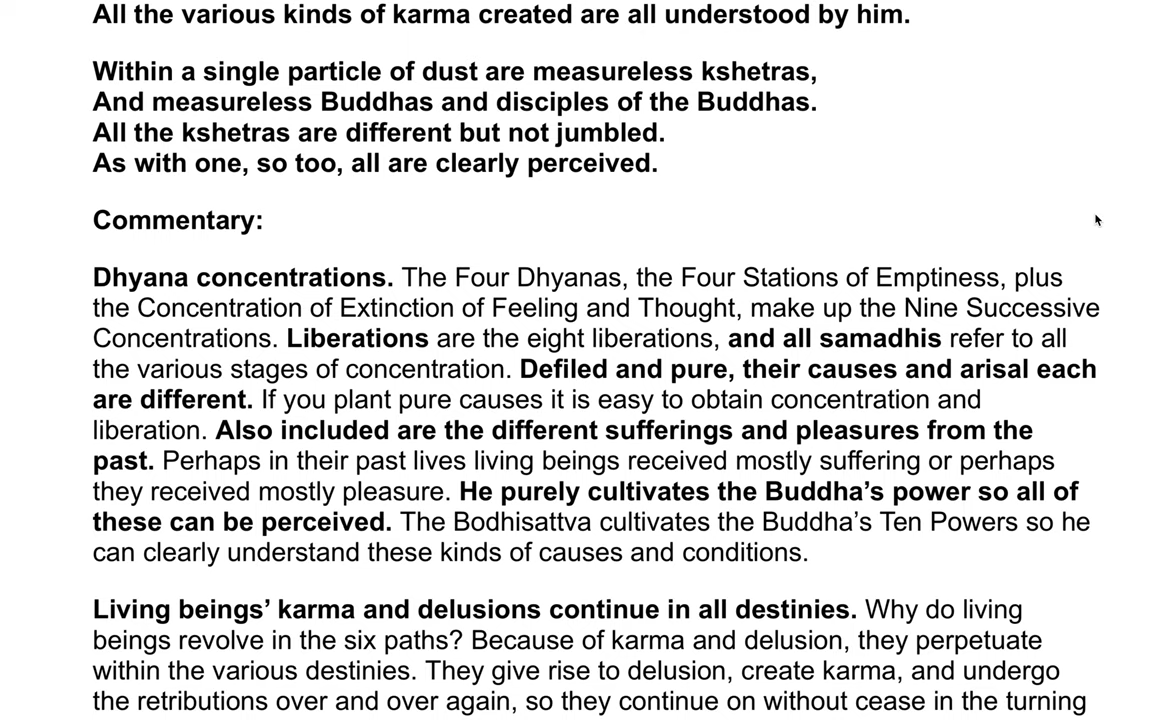 All the various kinds of karma created are all understood by him.
Within a single particle of dust are measureless kshetras,
And measureless Buddhas and disciples of the Buddhas.
All the kshetras are different but not jumbled.
As with one, so too, all are clearly perceived.
Commentary:
Dhyana concentrations. The Four Dhyanas, the Four Stations of Emptiness, plus
the Concentration of Extinction of Feeling and Thought, make up the Nine Successive
Concentrations. Liberations are the eight liberations, and all samadhis refer to all
the various stages of concentration. Defiled and pure, their causes and arisal each
are different. If you plant pure causes it is easy to obtain concentration and
liberation. Also included are the different sufferings and pleasures from the
past. Perhaps in their past lives living beings received mostly suffering or perhaps
they received mostly pleasure. He purely cultivates the Buddha’s power so all of
these can be perceived. The Bodhisattva cultivates the Buddha’s Ten Powers so he
can clearly understand these kinds of causes and conditions.
Living beings’ karma and delusions continue in all destinies. Why do living
beings revolve in the six paths? Because of karma and delusion, they perpetuate
within the various destinies. They give rise to delusion, create karma, and undergo
the retributions over and over again, so they continue on without cease in the turning